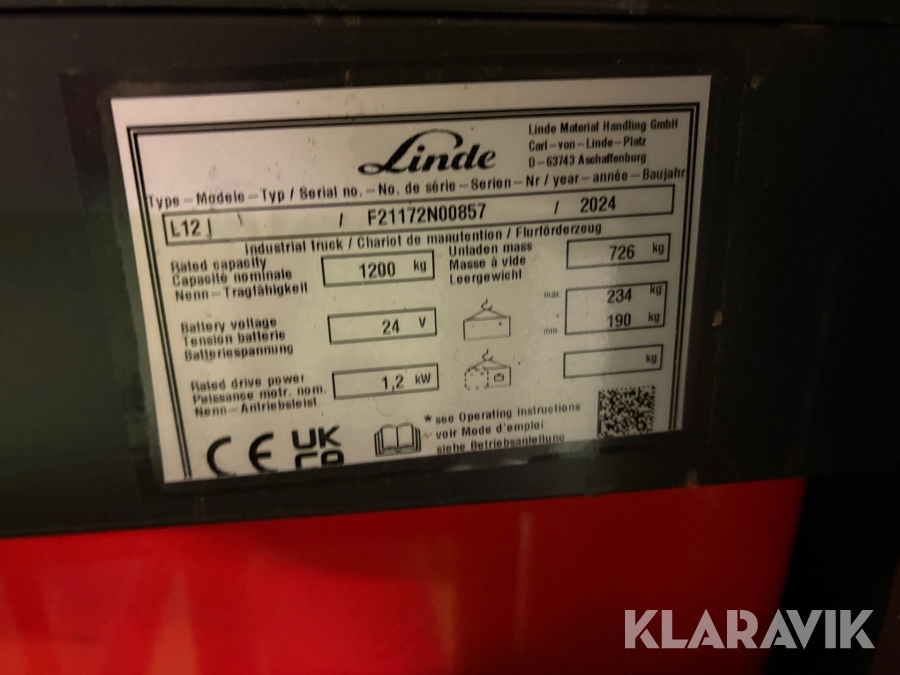 Linde
Linde Material Handling GmbH
Carl-von-Linde-Platz
D-63743 Aschaffenburg
Type-Modele-Typ / Serial no.-No. de série-Serien-Nr / year-année-Baujahr
L12 / F21172N00857 / 2024
Industrial truck / Chariot de manutention / Flurförderzeug
Rated capacity
Capacité nominale
Nenn-Tragfähigkeit
1200 kg
Unladen mass
Masse à vide
Leergewicht
726 kg
Battery voltage
Tension batterie
Batteriespannung
24 V
max. 234 kg
min. 190 kg
Rated drive power
Puissance motr. nom.
Nenn-Antriebsleist.
1,2 kW
kg
CE UK CA
* see Operating instructions
voir Mode d'emploi
siehe Betriebsanleitung
KLARAVIK